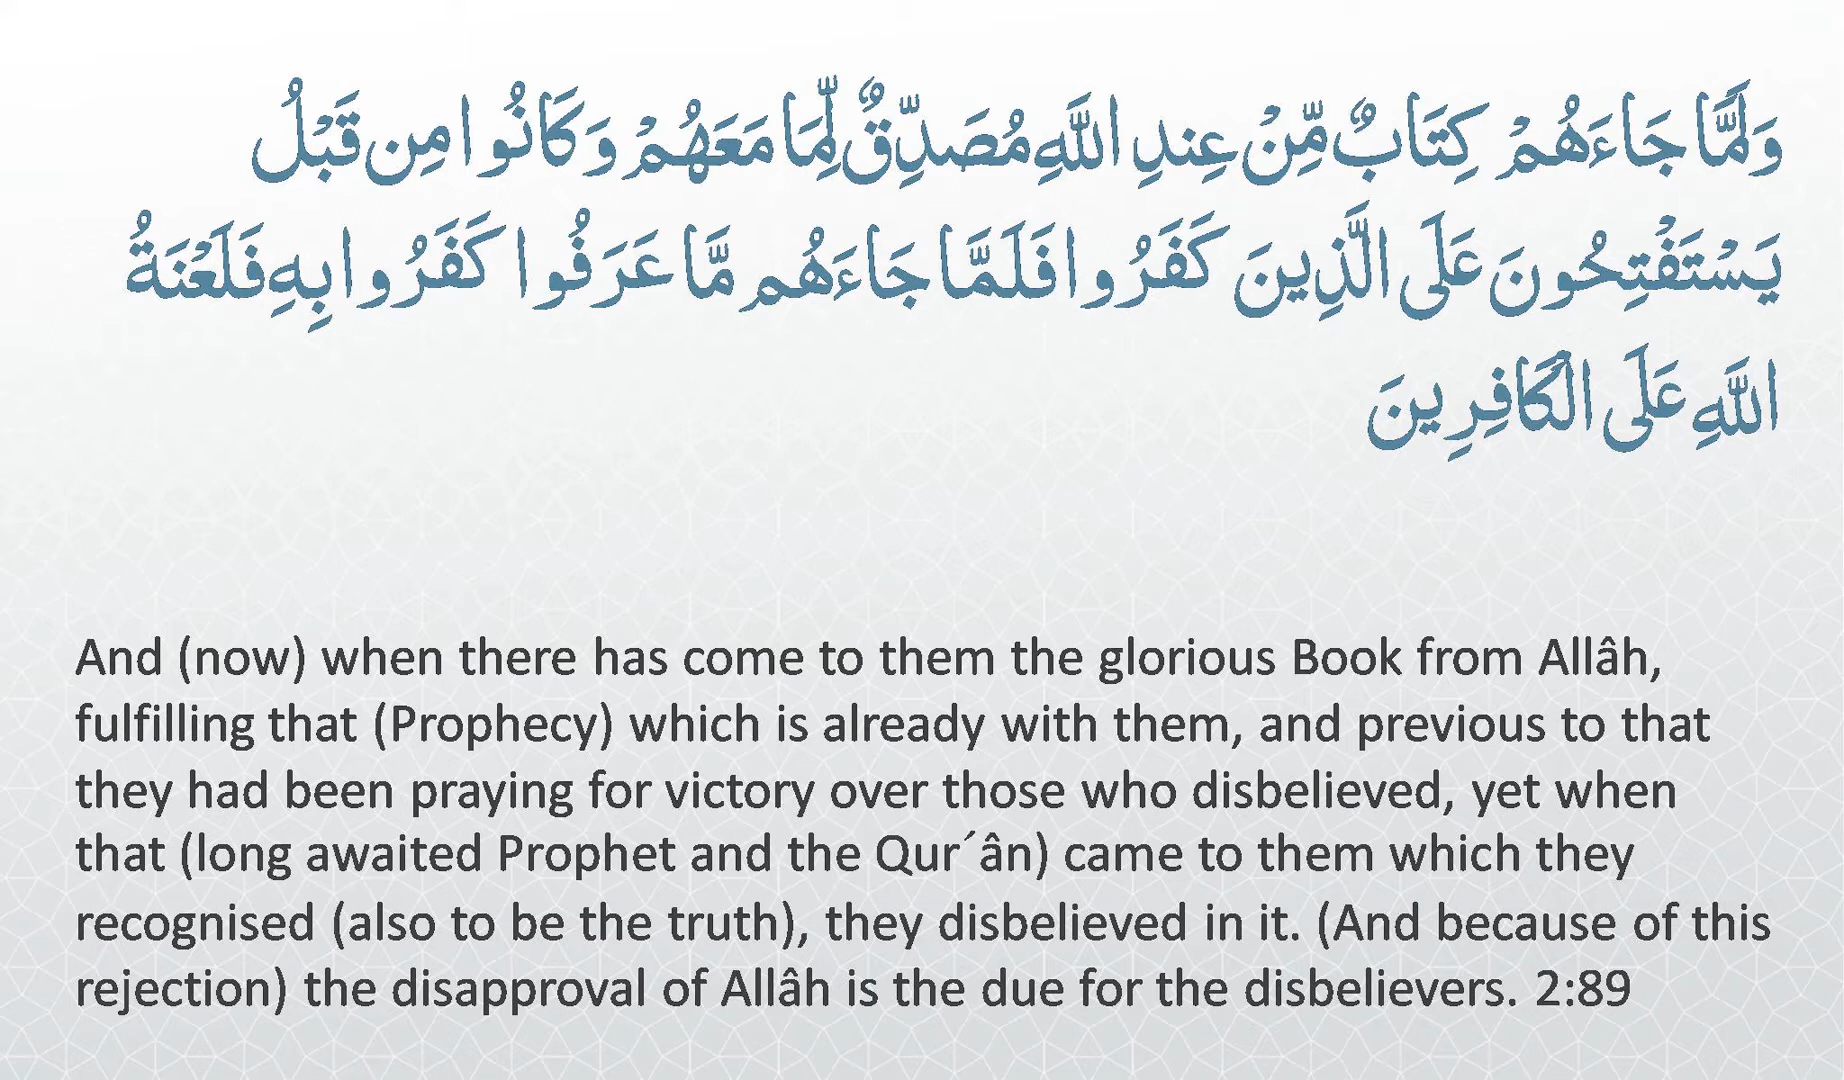 وَلَمَّا جَاءَهُمْ كِتَابٌ مِّنْ عِندِ اللَّهِ مُصَدِّقٌ لِّمَا مَعَهُمْ وَكَانُوا مِن قَبْلُ
يَسْتَفْتِحُونَ عَلَى الَّذِينَ كَفَرُوا فَلَمَّا جَاءَهُم مَّا عَرَفُوا كَفَرُوا بِهِ فَلَعْنَةُ
اللَّهِ عَلَى الْكَافِرِينَ
And (now) when there has come to them the glorious Book from Allâh,
fulfilling that (Prophecy) which is already with them, and previous to that
they had been praying for victory over those who disbelieved, yet when
that (long awaited Prophet and the Qur´ân) came to them which they
recognised (also to be the truth), they disbelieved in it. (And because of this
rejection) the disapproval of Allâh is the due for the disbelievers. 2:89